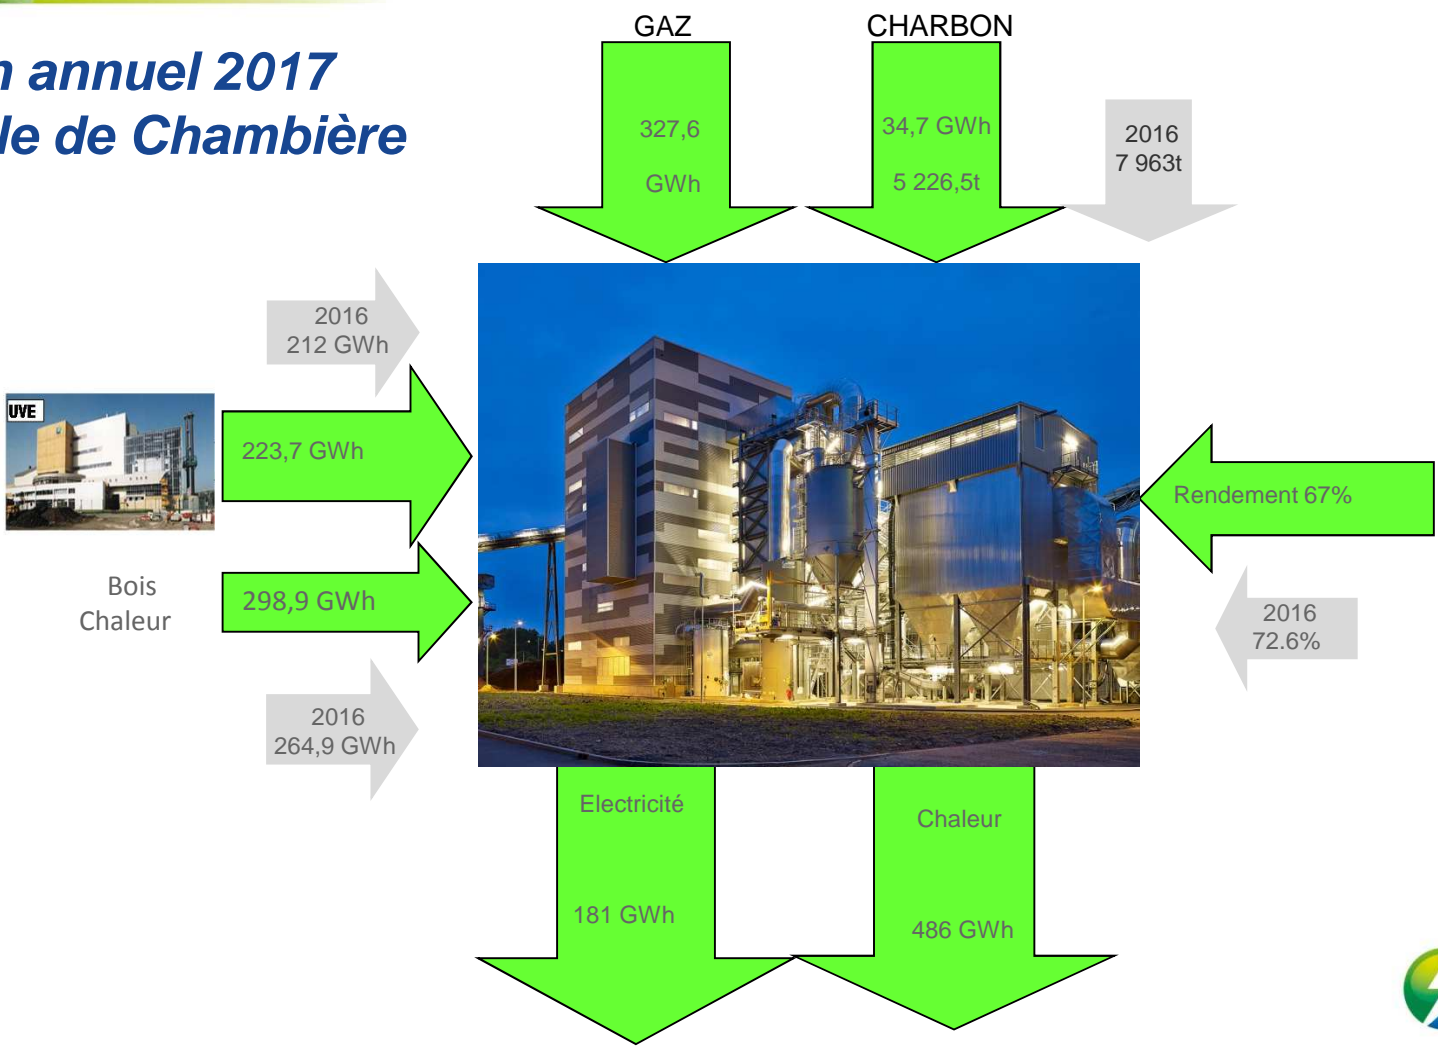 n annuel 2017
le de Chambière
GAZ
CHARBON
327,6
GWh
34,7 GWh
5 226,5t
2016
7 963t
2016
212 GWh
UVE
223,7 GWh
Bois
Chaleur
298,9 GWh
2016
264,9 GWh
Rendement 67%
2016
72.6%
Electricité
181 GWh
Chaleur
486 GWh